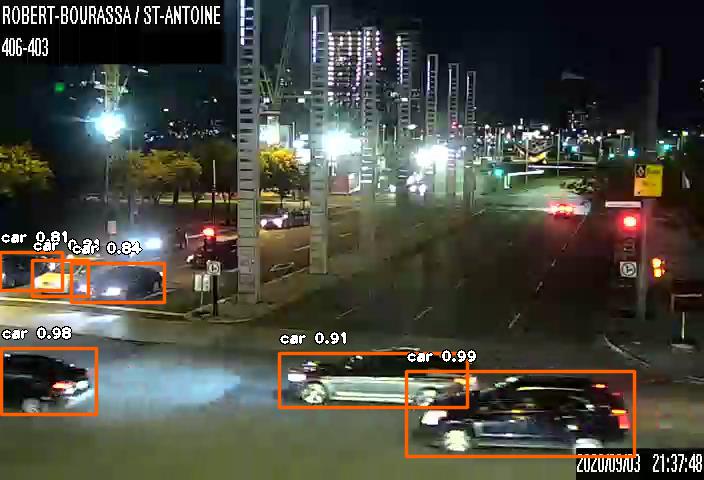 ROBERT-BOURASSA / ST-ANTOINE
406-403
car 0.81
car 0.84
car 0.98
car 0.91
car 0.99
2020/09/03 21:37:48